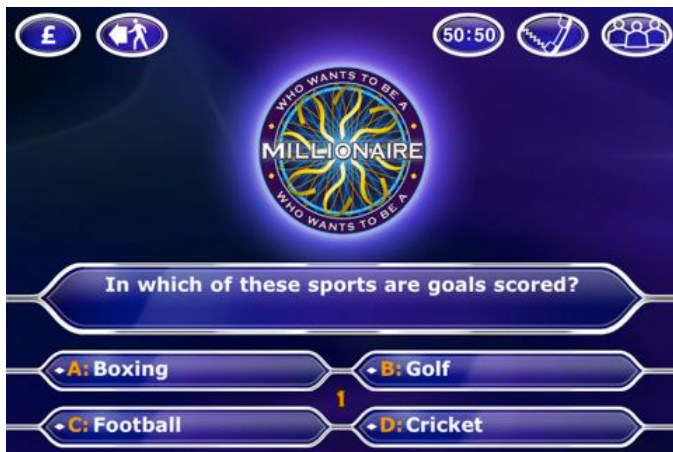 £
50:50
WHO WANTS TO BE A
MILLIONAIRE
WHO WANTS TO BE A
In which of these sports are goals scored?
A: Boxing
B: Golf
1
C: Football
D: Cricket